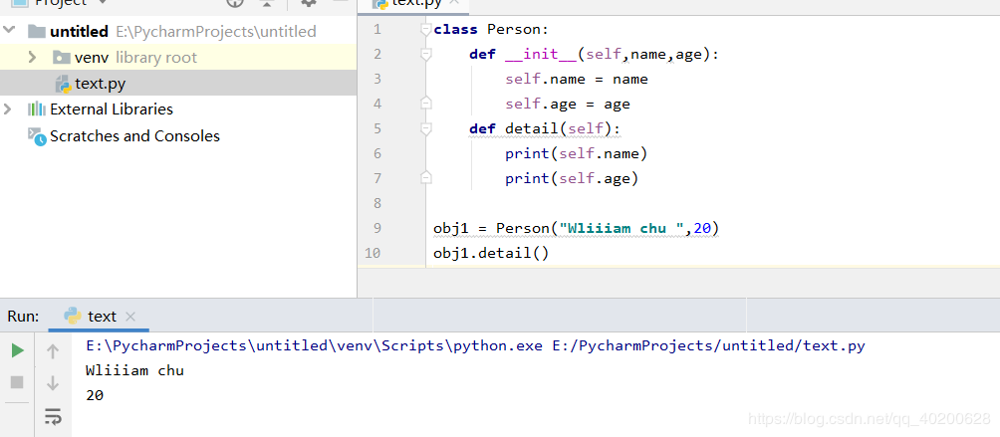 Project
untitled E:\PycharmProjects\untitled
venv library root
text.py
External Libraries
Scratches and Consoles
text.py
1 class Person:
2 def __init__(self,name,age):
3 self.name = name
4 self.age = age
5 def detail(self):
6 print(self.name)
7 print(self.age)
8
9 obj1 = Person("Wliiiam chu ",20)
10 obj1.detail()
Run: text
E:\PycharmProjects\untitled\venv\Scripts\python.exe E:/PycharmProjects/untitled/text.py
Wliiiam chu
20
https://blog.csdn.net/qq_40200628